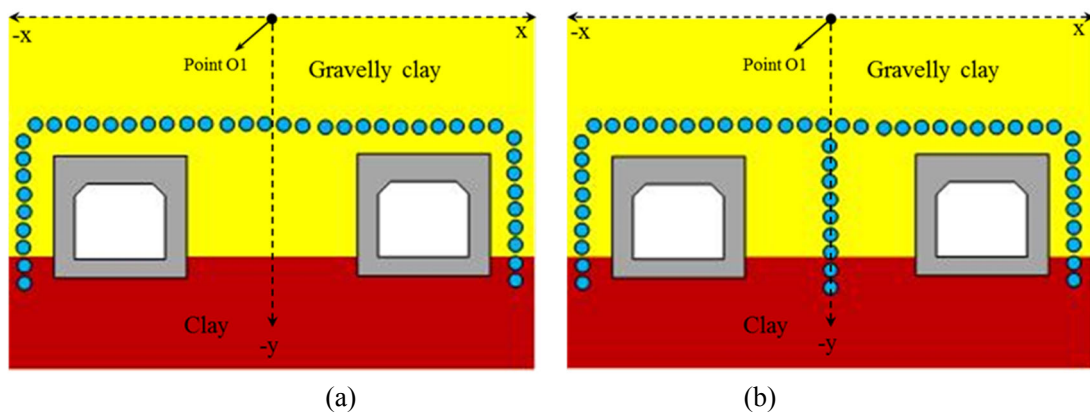 -x x
Point O1
Gravelly clay
Clay
-y
(a)
-x x
Point O1
Gravelly clay
Clay
-y
(b)